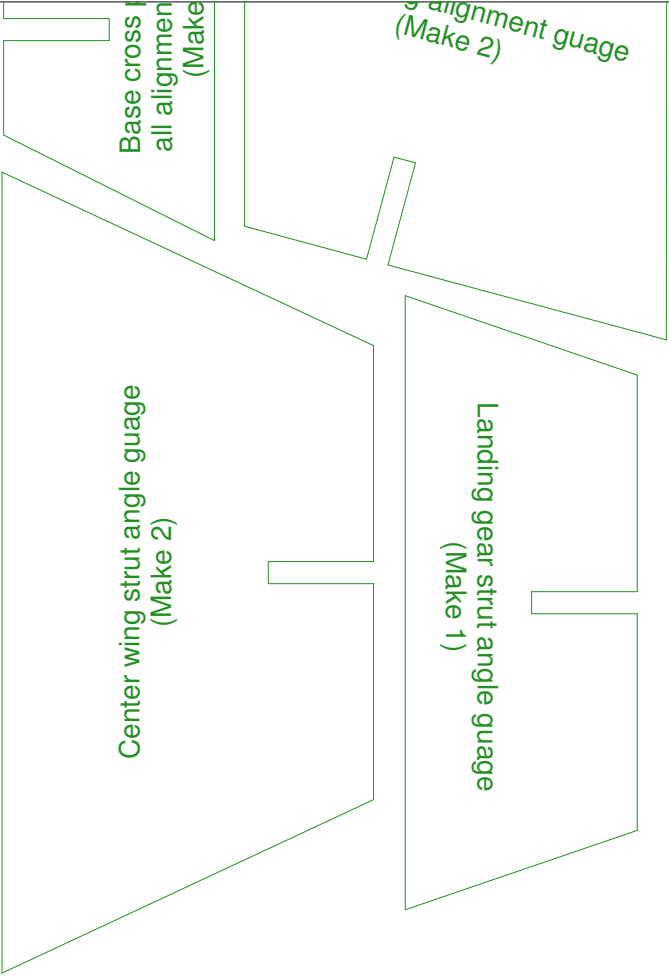 Base cross
all alignmen
(Make
alignment guage
(Make 2)
Center wing strut angle guage
(Make 2)
Landing gear strut angle guage
(Make 1)